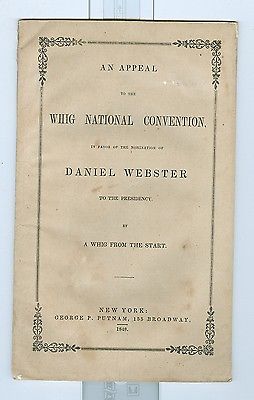 AN APPEAL
TO THE
WHIG NATIONAL CONVENTION,
IN FAVOR OF THE NOMINATION OF
DANIEL WEBSTER
TO THE PRESIDENCY.
BY
A WHIG FROM THE START.
NEW YORK:
GEORGE P. PUTNAM, 155 BROADWAY.
1848.